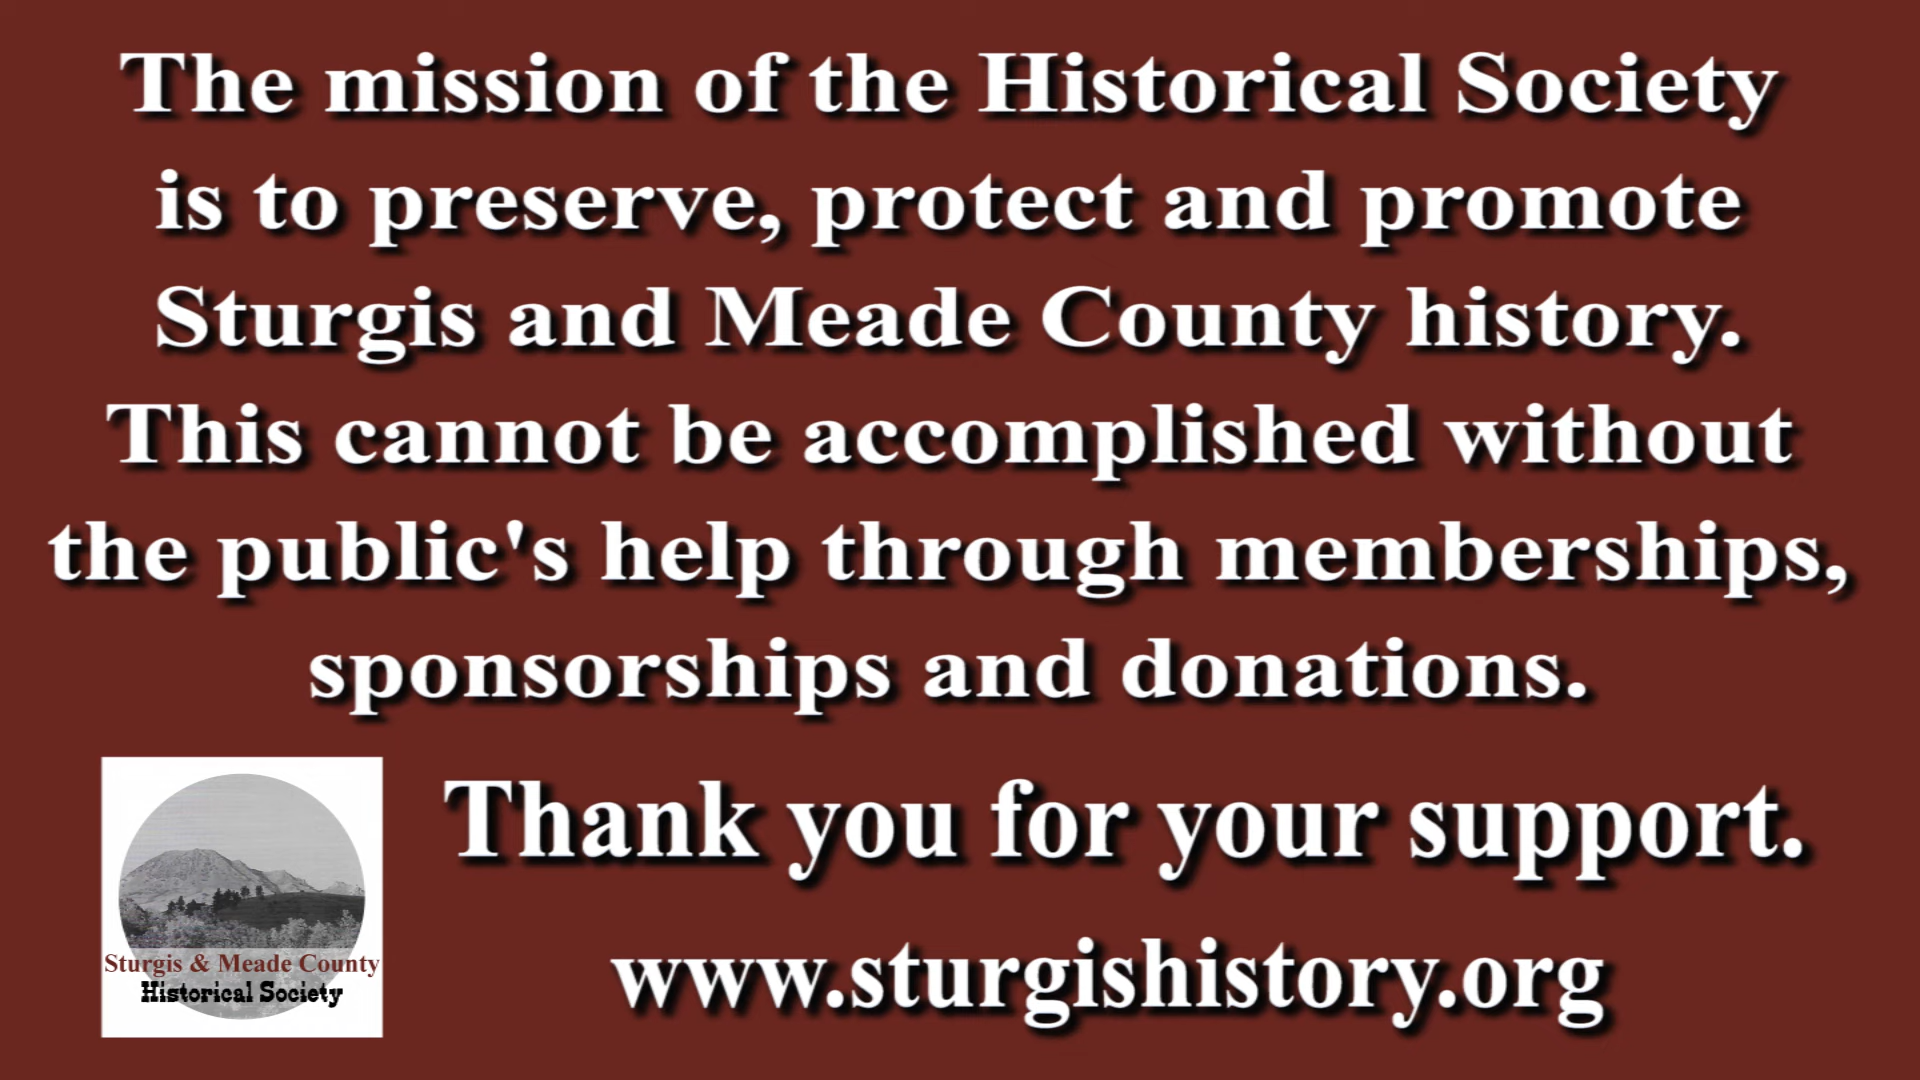 The mission of the Historical Society
is to preserve, protect and promote
Sturgis and Meade County history.
This cannot be accomplished without
the public's help through memberships,
sponsorships and donations.
Thank you for your support.
www.sturgishistory.org
Sturgis & Meade County
Historical Society